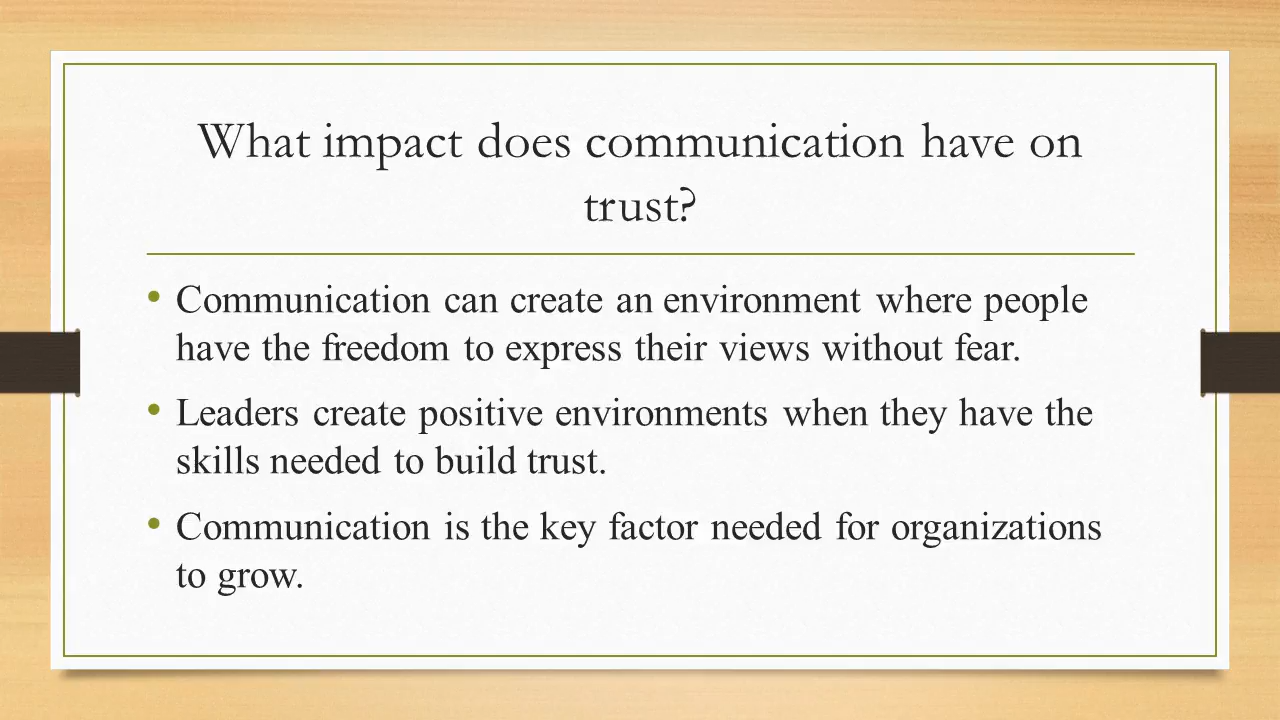 What impact does communication have on
trust?
• Communication can create an environment where people
have the freedom to express their views without fear.
• Leaders create positive environments when they have the
skills needed to build trust.
• Communication is the key factor needed for organizations
to grow.